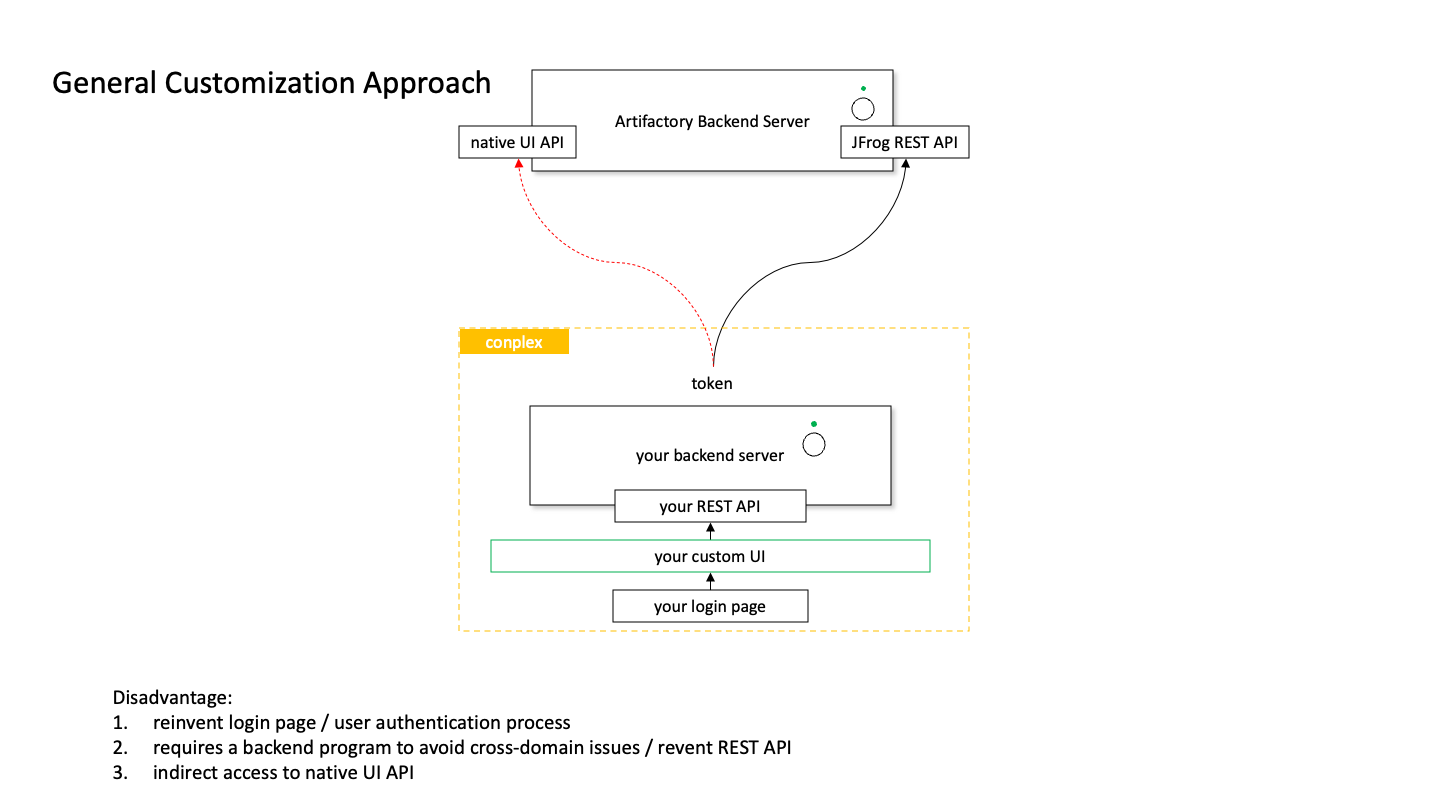 General Customization Approach
Artifactory Backend Server
native UI API
JFrog REST API
conplex
token
your backend server
your REST API
your custom UI
your login page
Disadvantage:
1. reinvent login page / user authentication process
2. requires a backend program to avoid cross-domain issues / revent REST API
3. indirect access to native UI API